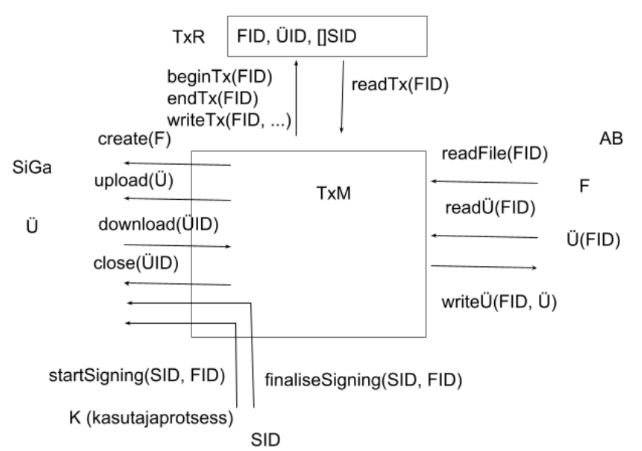 TxR
FID, ÜID, []SID
beginTx(FID)
endTx(FID)
writeTx(FID, ...)
readTx(FID)
create(F)
readFile(FID)
AB
SiGa
upload(Ü)
TxM
F
readÜ(FID)
Ü
download(ÜID)
Ü(FID)
close(ÜID)
writeÜ(FID, Ü)
startSigning(SID, FID)
finaliseSigning(SID, FID)
K (kasutajaprotsess)
SID